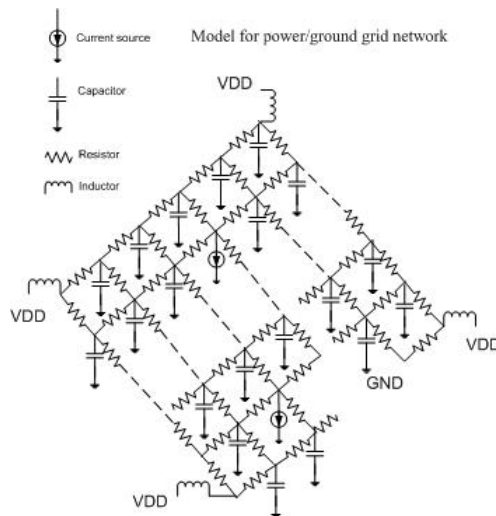 Current source
Model for power/ground grid network
Capacitor
VDD
Resistor
Inductor
VDD
VDD
GND
VDD